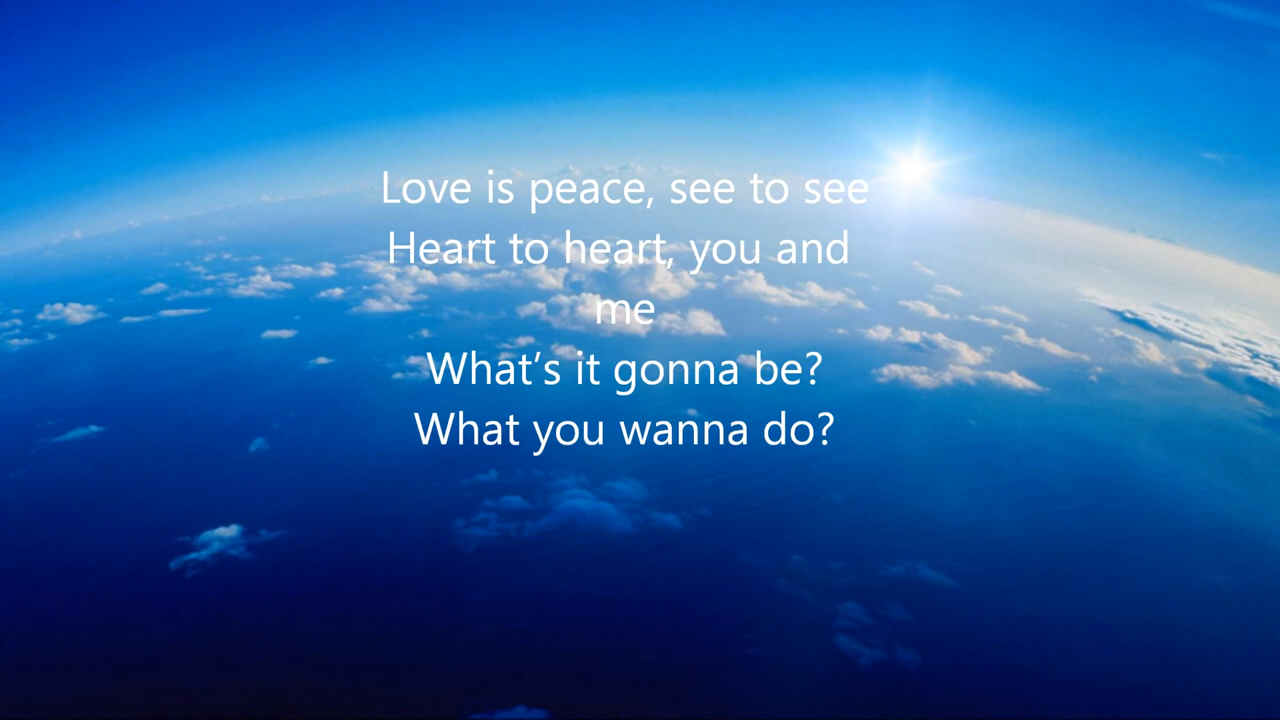 Love is peace, see to see
Heart to heart, you and
me
What's it gonna be?
What you wanna do?